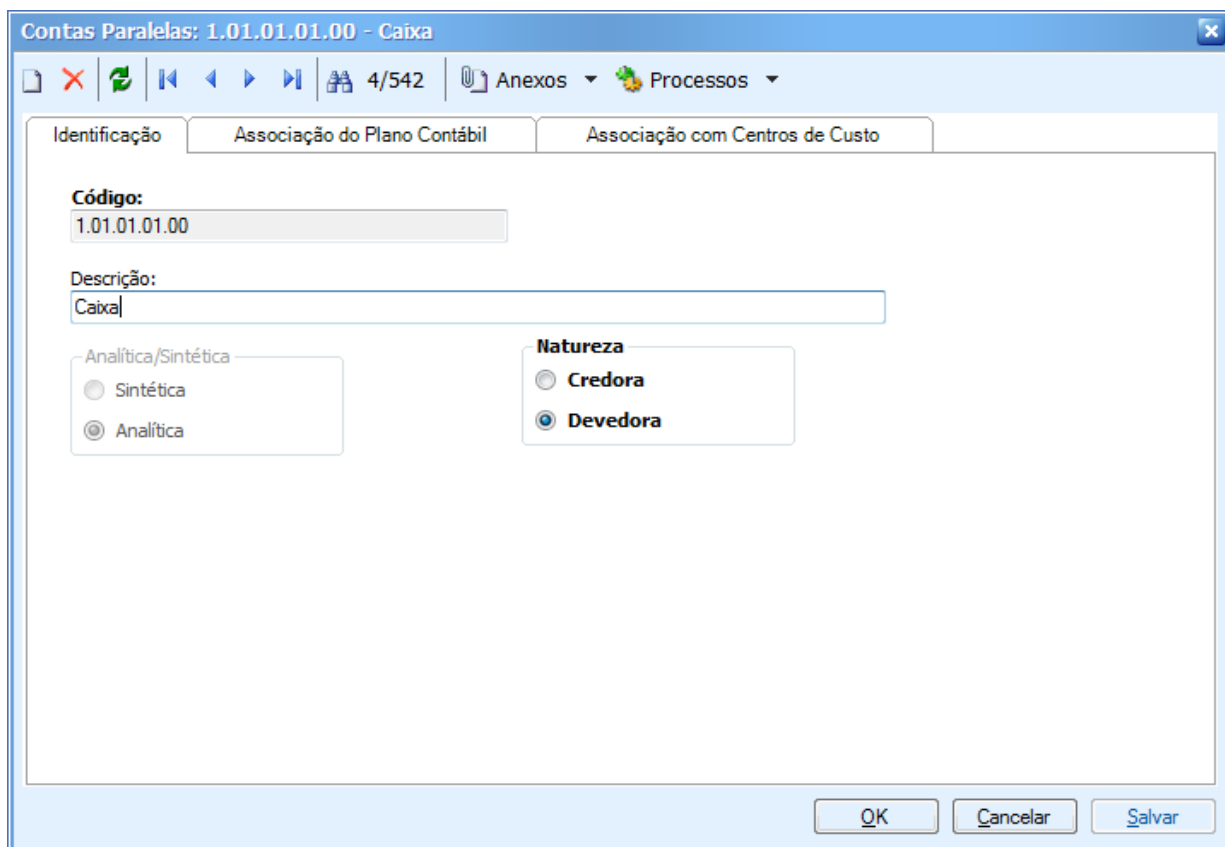 Contas Paralelas: 1.01.01.01.00 - Caixa
4/542 Anexos Processos
Identificação Associação do Plano Contábil Associação com Centros de Custo
Código:
1.01.01.01.00
Descrição:
Caixa
Analítica/Sintética Natureza
Sintética Credora
Analítica Devedora
OK Cancelar Salvar